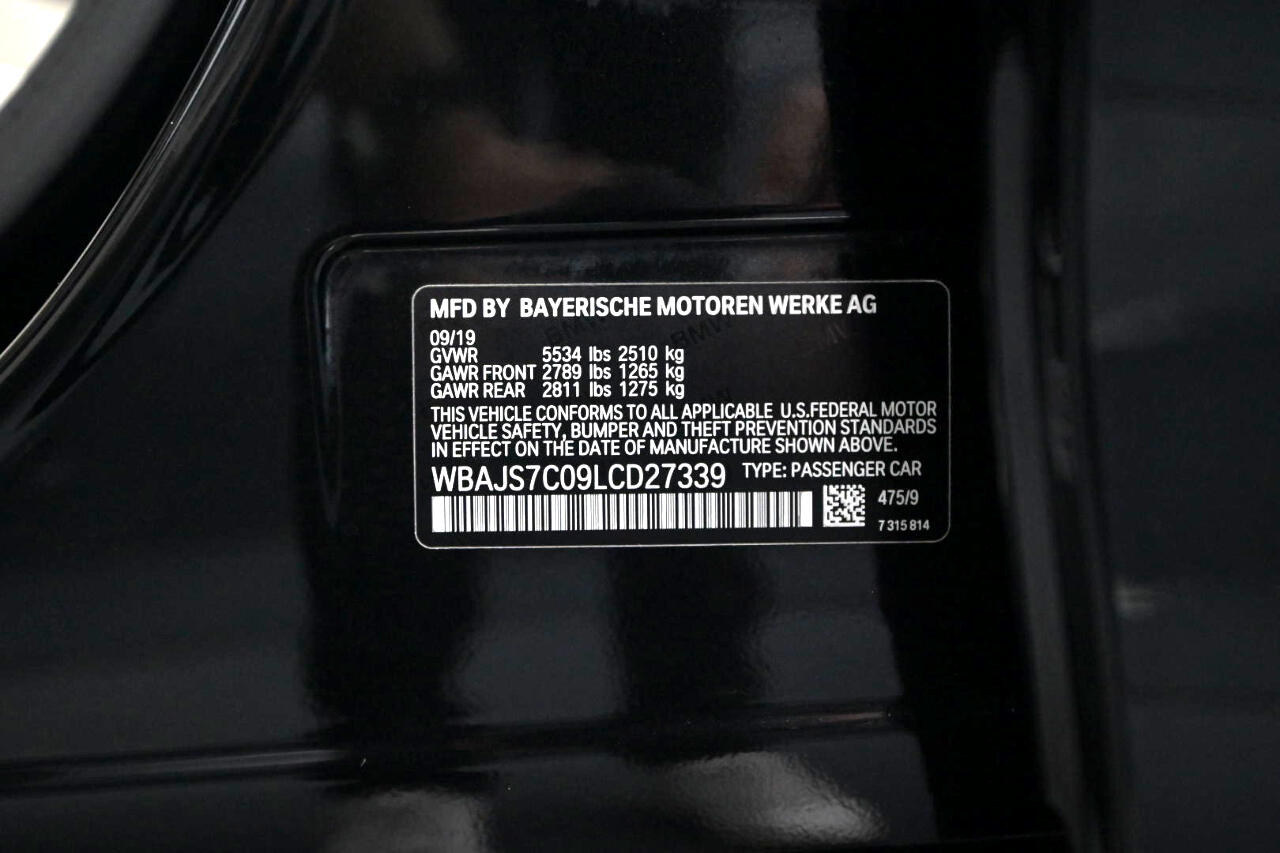 MFD BY BAYERISCHE MOTOREN WERKE AG
09/19
GVWR 5534 lbs 2510 kg
GAWR FRONT 2789 lbs 1265 kg
GAWR REAR 2811 lbs 1275 kg
THIS VEHICLE CONFORMS TO ALL APPLICABLE U.S.FEDERAL MOTOR
VEHICLE SAFETY, BUMPER AND THEFT PREVENTION STANDARDS
IN EFFECT ON THE DATE OF MANUFACTURE SHOWN ABOVE.
WBAJS7C09LCD27339 TYPE: PASSENGER CAR
475/9
7 315 814